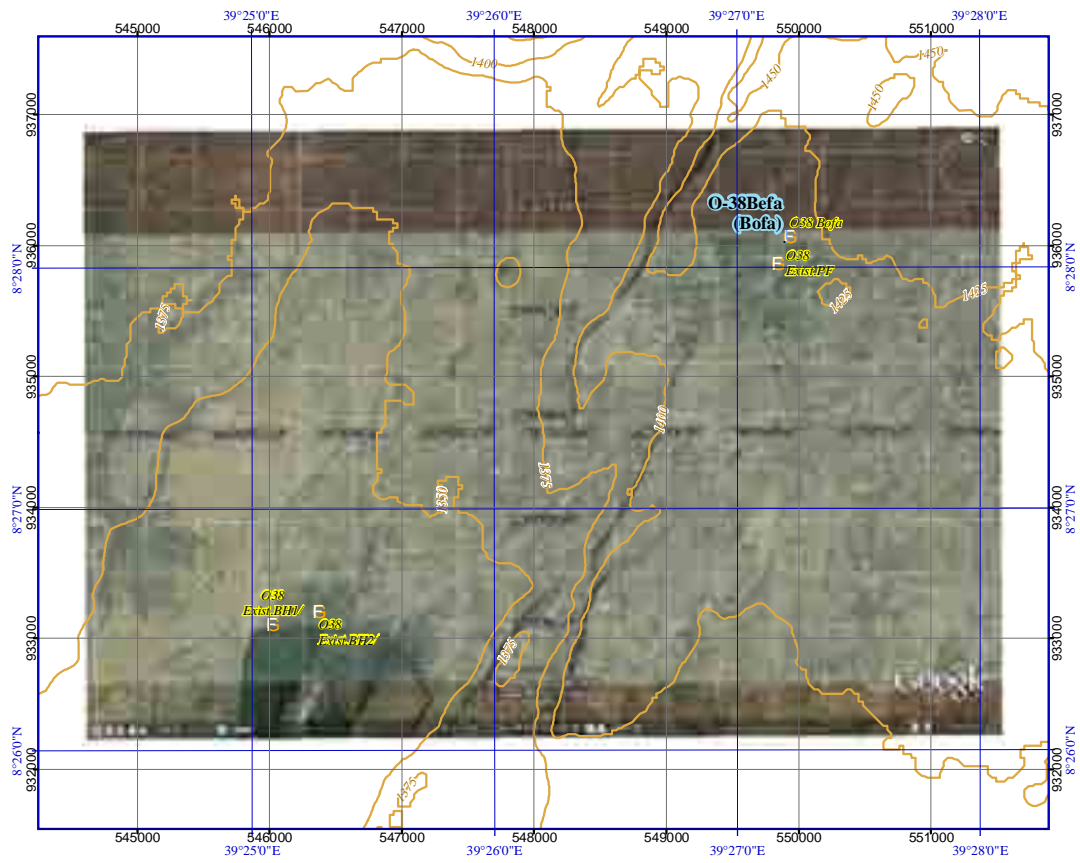 39°25'0"E 39°26'0"E 39°27'0"E 39°28'0"E
545000 546000 547000 548000 549000 550000 551000
1400
1450
1450
1450
937000 937000
O-38Befa
(Bofa)
O38 Bofa
936000 936000
8°28'0"N 8°28'0"N
O38
Exist.PF
1425
1425
1375
935000 935000
1400
1375
1350
934000 934000
8°27'0"N 8°27'0"N
O38
Exist.BH1/
O38
Exist.BH2/
933000 933000
1375
Google
8°26'0"N 8°26'0"N
932000 932000
1375
545000 546000 547000 548000 549000 550000 551000
39°25'0"E 39°26'0"E 39°27'0"E 39°28'0"E